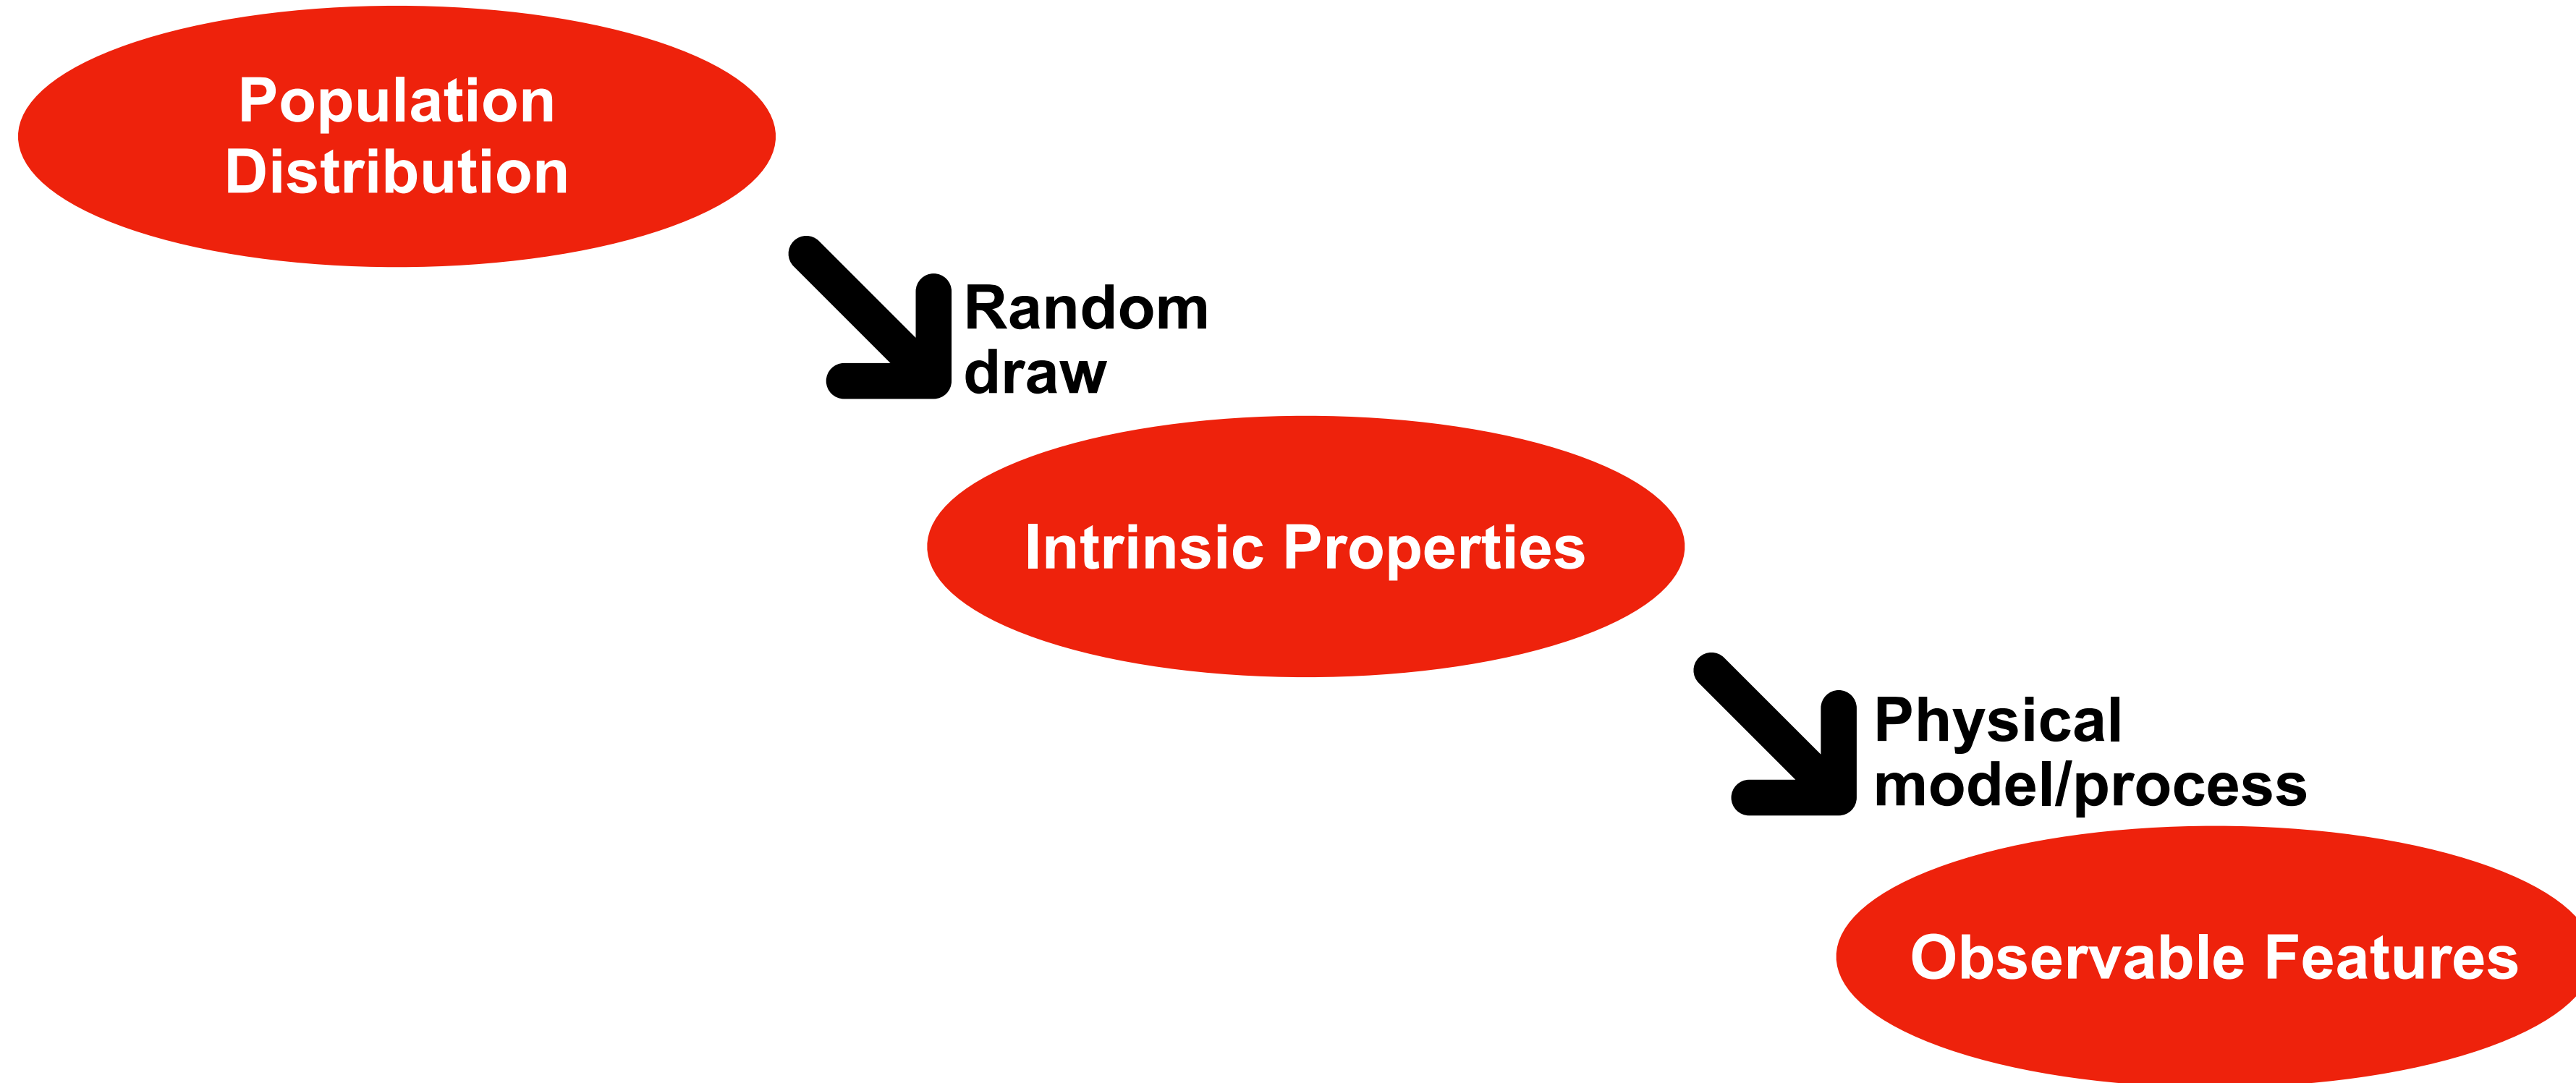 Population
Distribution
Random
draw
Intrinsic Properties
Physical
model/process
Observable Features